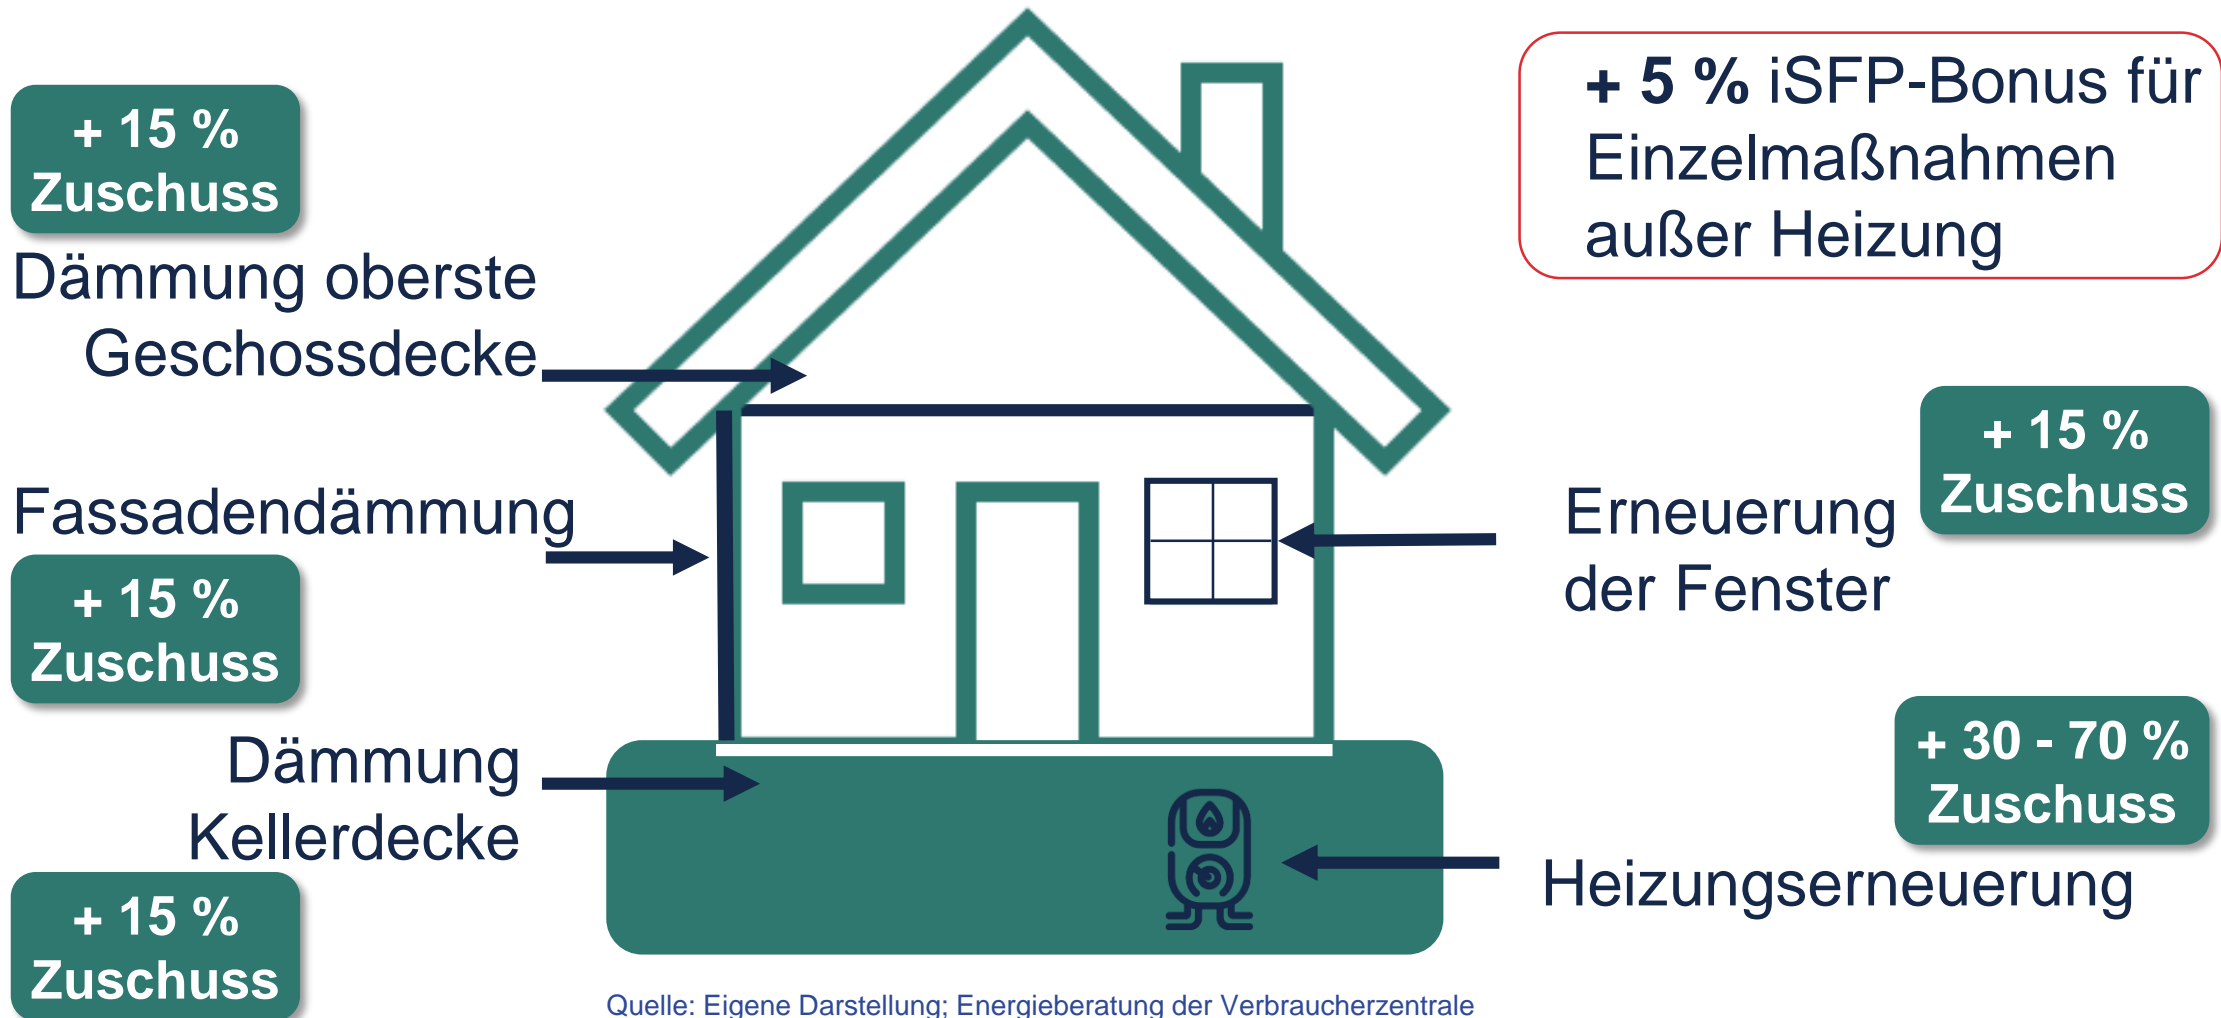 + 15 %
Zuschuss
Dämmung oberste
Geschossdecke
Fassadendämmung
+ 15 %
Zuschuss
Dämmung
Kellerdecke
+ 15 %
Zuschuss
+ 5 % iSFP-Bonus für
Einzelmaßnahmen
außer Heizung
+ 15 %
Zuschuss
Erneuerung
der Fenster
+ 30 - 70 %
Zuschuss
Heizungserneuerung
Quelle: Eigene Darstellung; Energieberatung der Verbraucherzentrale